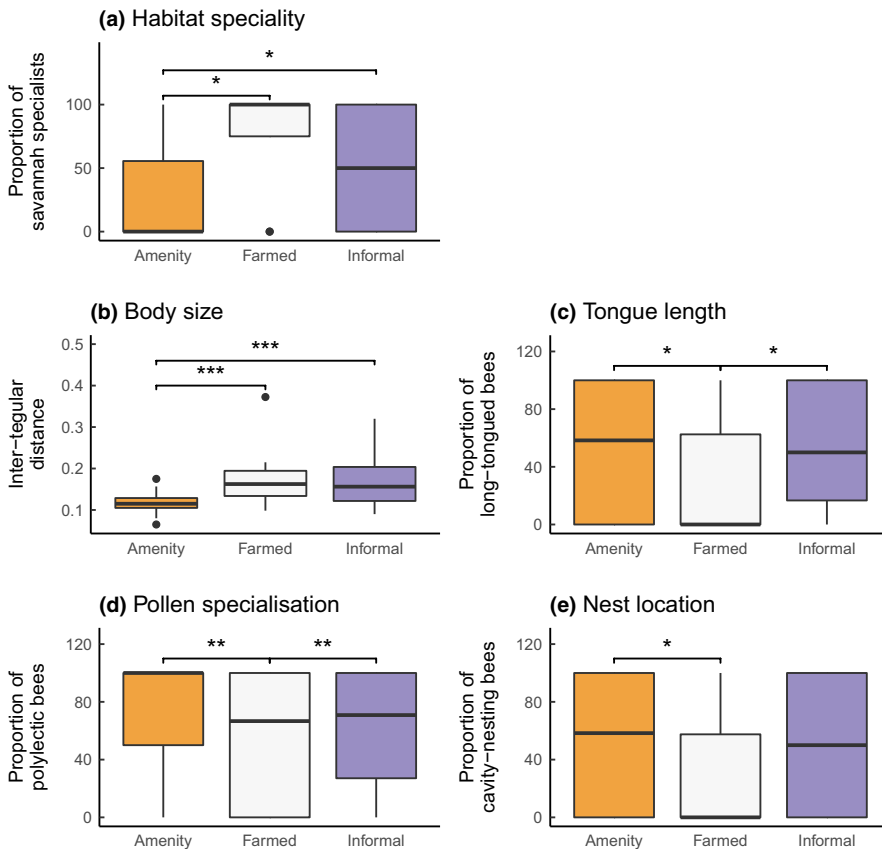 (a) Habitat speciality
Proportion of
savannah specialists
100
50
0
*
*
Amenity Farmed Informal
(b) Body size
Inter-tegular
distance
0.5
0.4
0.3
0.2
0.1
***
***
Amenity Farmed Informal
(c) Tongue length
Proportion of
long-tongued bees
120
80
40
0
* *
Amenity Farmed Informal
(d) Pollen specialisation
Proportion of
polylectic bees
120
80
40
0
** **
Amenity Farmed Informal
(e) Nest location
Proportion of
cavity-nesting bees
120
80
40
0
*
Amenity Farmed Informal